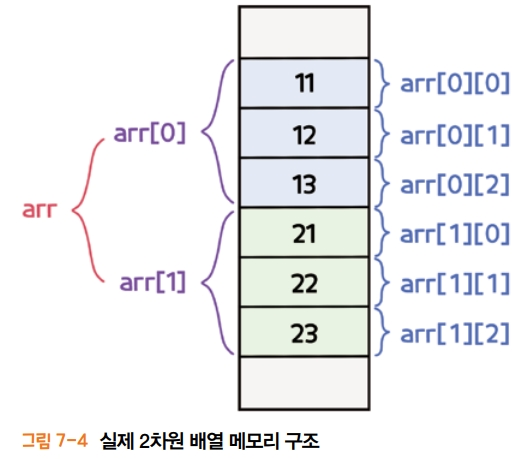 11 arr[0][0]
arr[0] 12 arr[0][1]
13 arr[0][2]
arr
21 arr[1][0]
arr[1] 22 arr[1][1]
23 arr[1][2]
그림 7-4 실제 2차원 배열 메모리 구조